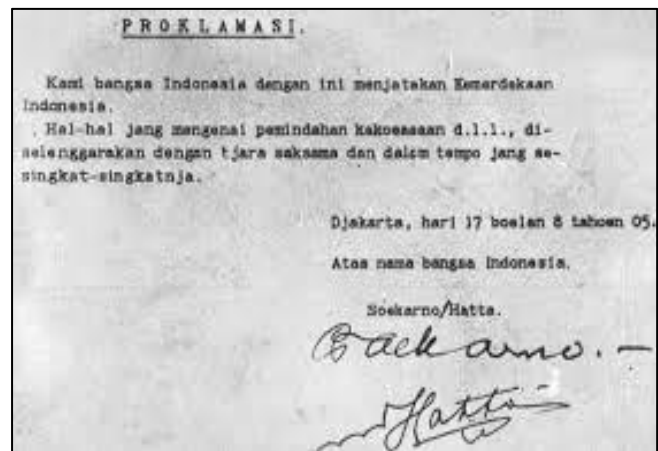 PROKLAMASI.
Kami bangsa Indonesia dengan ini menjatakan Kemerdekaan
Indonesia.
Hal-hal jang mengenai pemindahan kekoeasaan d.l.l., di-
selenggarakan dengan tjara saksama dan dalam tempo jang se-
singkat-singkatnja.
Djakarta, hari 17 boelan 8 tahoen 05.
Atas nama bangsa Indonesia.
Soekarno/Hatta.
Soekarno.—
Hatta